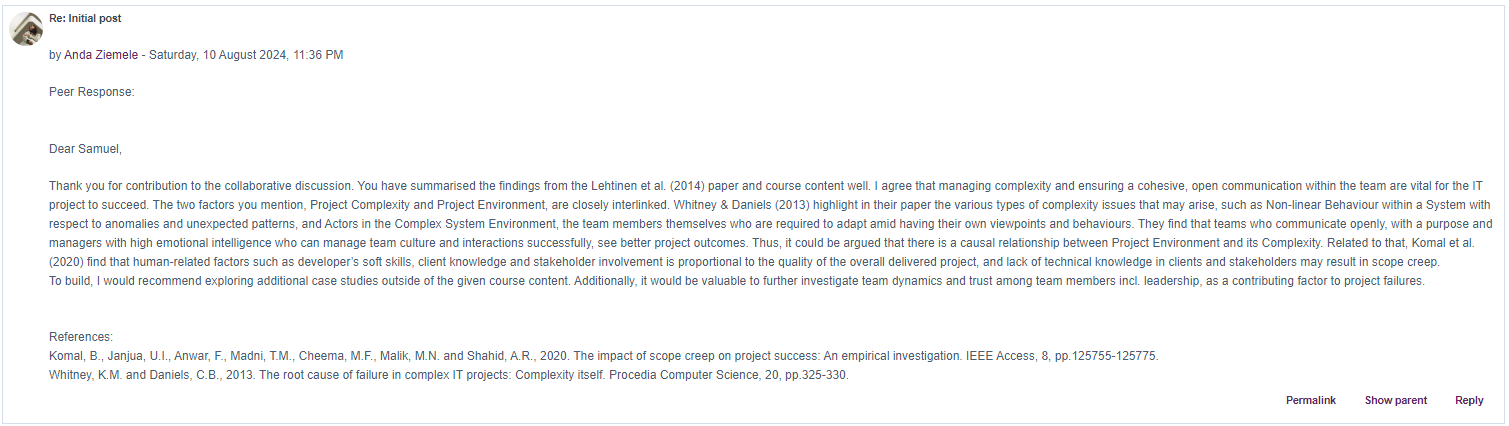 Re: Initial post
by Anda Ziemele - Saturday, 10 August 2024, 11:36 PM
Peer Response:
Dear Samuel,
Thank you for contribution to the collaborative discussion. You have summarised the findings from the Lehtinen et al. (2014) paper and course content well. I agree that managing complexity and ensuring a cohesive, open communication within the team are vital for the IT
project to succeed. The two factors you mention, Project Complexity and Project Environment, are closely interlinked. Whitney & Daniels (2013) highlight in their paper the various types of complexity issues that may arise, such as Non-linear Behaviour within a System with
respect to anomalies and unexpected patterns, and Actors in the Complex System Environment, the team members themselves who are required to adapt amid having their own viewpoints and behaviours. They find that teams who communicate openly, with a purpose and
managers with high emotional intelligence who can manage team culture and interactions successfully, see better project outcomes. Thus, it could be argued that there is a causal relationship between Project Environment and its Complexity. Related to that, Komal et al.
(2020) find that human-related factors such as developer's soft skills, client knowledge and stakeholder involvement is proportional to the quality of the overall delivered project, and lack of technical knowledge in clients and stakeholders may result in scope creep.
To build, I would recommend exploring additional case studies outside of the given course content. Additionally, it would be valuable to further investigate team dynamics and trust among team members incl. leadership, as a contributing factor to project failures.
References:
Komal, B., Janjua, U.I., Anwar, F., Madni, T.M., Cheema, M.F., Malik, M.N. and Shahid, A.R., 2020. The impact of scope creep on project success: An empirical investigation. IEEE Access, 8, pp.125755-125775.
Whitney, K.M. and Daniels, C.B., 2013. The root cause of failure in complex IT projects: Complexity itself. Procedia Computer Science, 20, pp.325-330.
Permalink Show parent Reply